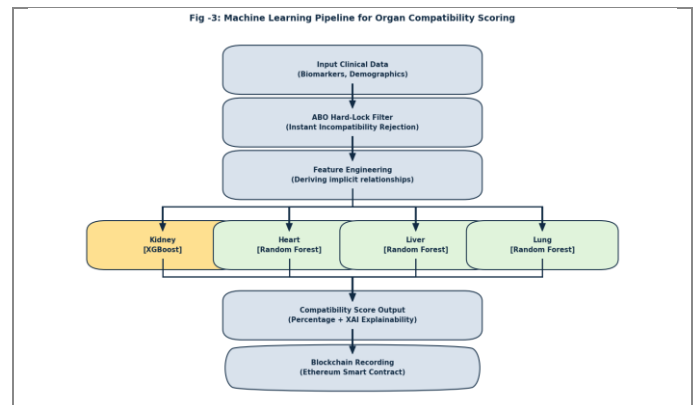 Fig -3: Machine Learning Pipeline for Organ Compatibility Scoring
Input Clinical Data
(Biomarkers, Demographics)
ABO Hard-Lock Filter
(Instant Incompatibility Rejection)
Feature Engineering
(Deriving implicit relationships)
Kidney
[XGBoost]
Heart
[Random Forest]
Liver
[Random Forest]
Lung
[Random Forest]
Compatibility Score Output
(Percentage + XAI Explainability)
Blockchain Recording
(Ethereum Smart Contract)